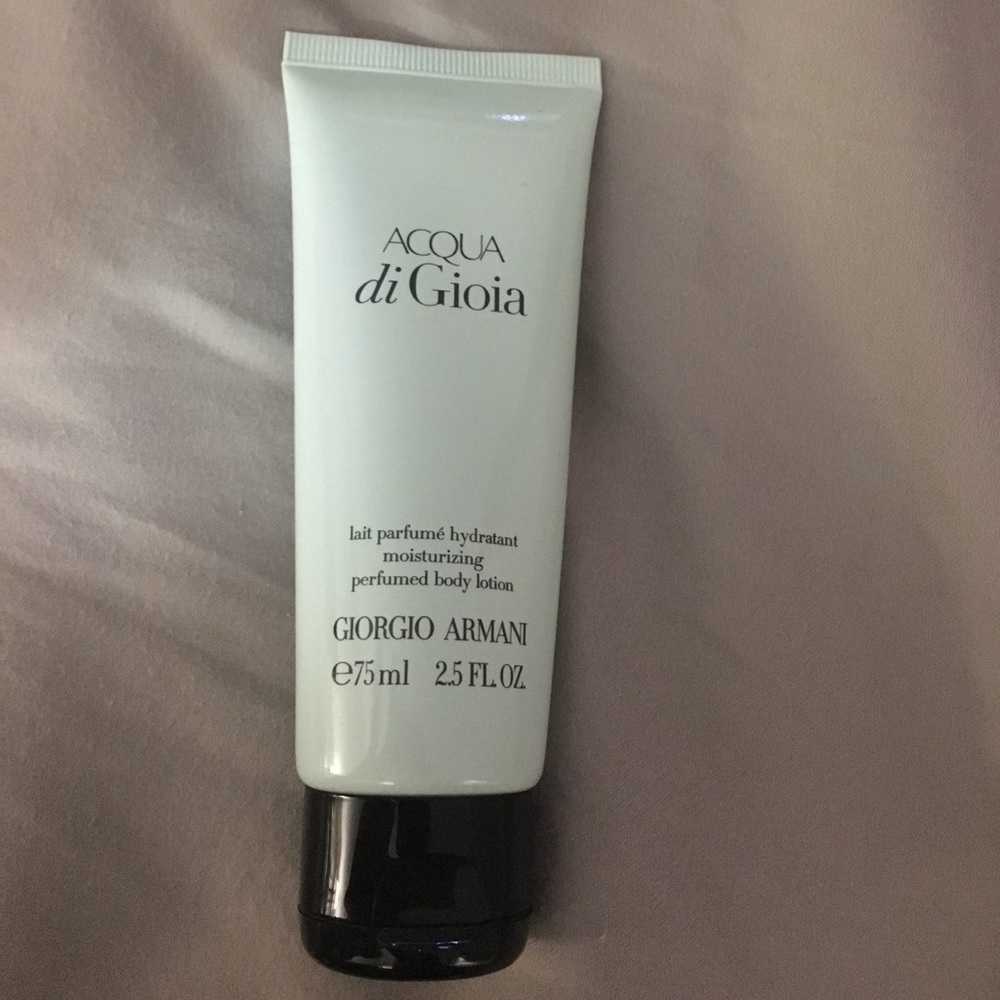 ACQUA
di Gioia
lait parfumé hydratant
moisturizing
perfumed body lotion
GIORGIO ARMANI
℮75 ml 2.5 FL. OZ.